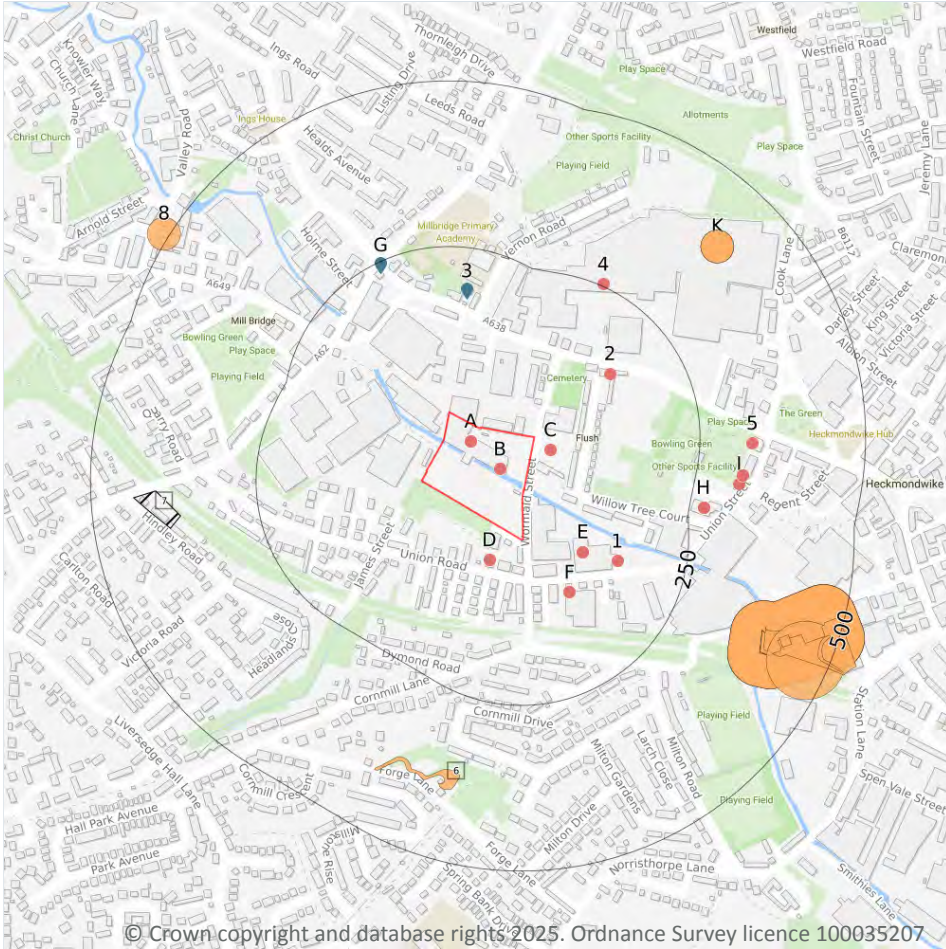 Westfield
Westfield Road
Thornleigh Drive
Ings Road
Listing Drive
Knowler Way
Church Lane
Play Space
Fountain Street
Jeremy Lane
Leeds Road
Allotments
Ings House
Valley Road
Christ Church
Healds Avenue
Other Sports Facility
Play Space
Playing Field
Arnold Street
8
Millbridge Primary
Academy
K
B6117
Claremont
G
Holme Street
3
4
Cook Lane
A649
Mill Bridge
A638
Darley Street
King Street
Victoria Street
Albion Street
Bowling Green
Play Space
A62
2
Playing Field
Cemetery
The Green
Play Space
5
Heckmondwike Hub
A
C
Flush
Bowling Green
B
Other Sports Facility
I
Regent Street
Heckmondwike
7
Wormald Street
Willow Tree Court
H
Union Street
Hindley Road
James Street
D
E
1
Union Road
F
250
Carlton Road
Victoria Road
Headlands Close
500
Dymond Road
Cornmill Lane
Cornmill Drive
Station Lane
Playing Field
Liversedge Hall Lane
6
Forge Lane
Cornmill Crescent
Milton Gardens
Larch Close
Milton Road
Spen Vale Street
Playing Field
Hall Park Avenue
Park Avenue
Milton Drive
Forge Lane
Norristhorpe Lane
Smithies Lane
© Crown copyright and database rights 2025. Ordnance Survey licence 100035207.